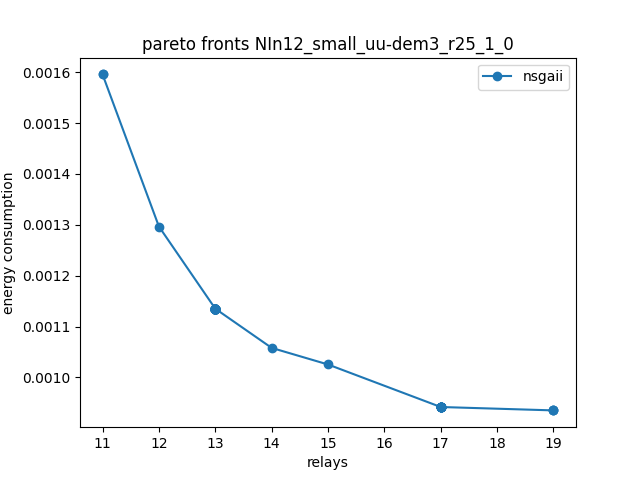 pareto fronts NIn12_small_uu-dem3_r25_1_0
nsgaii
0.0016
0.0015
0.0014
0.0013
0.0012
0.0011
0.0010
energy consumption
11 12 13 14 15 16 17 18 19
relays